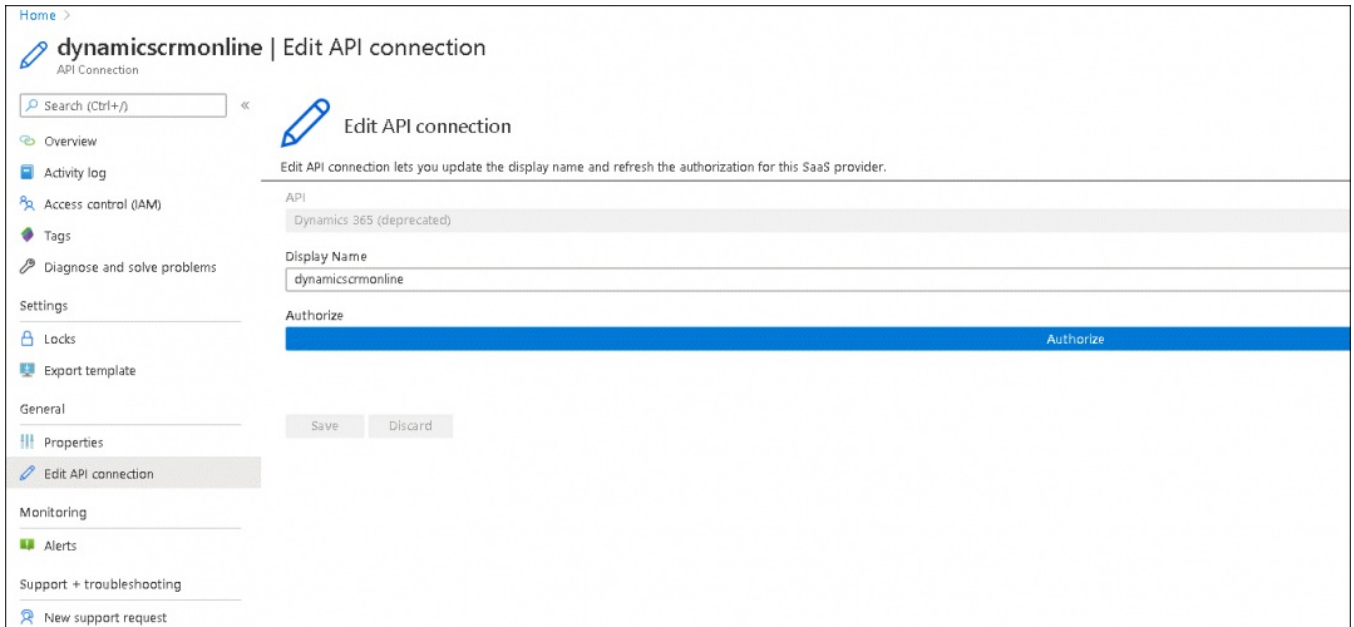 Home >
dynamicscrmonline | Edit API connection
API Connection
Search (Ctrl+/)
«
Overview
Activity log
Access control (IAM)
Tags
Diagnose and solve problems
Settings
Locks
Export template
General
Properties
Edit API connection
Monitoring
Alerts
Support + troubleshooting
New support request
Edit API connection
Edit API connection lets you update the display name and refresh the authorization for this SaaS provider.
API
Dynamics 365 (deprecated)
Display Name
dynamicscrmonline
Authorize
Authorize
Save Discard